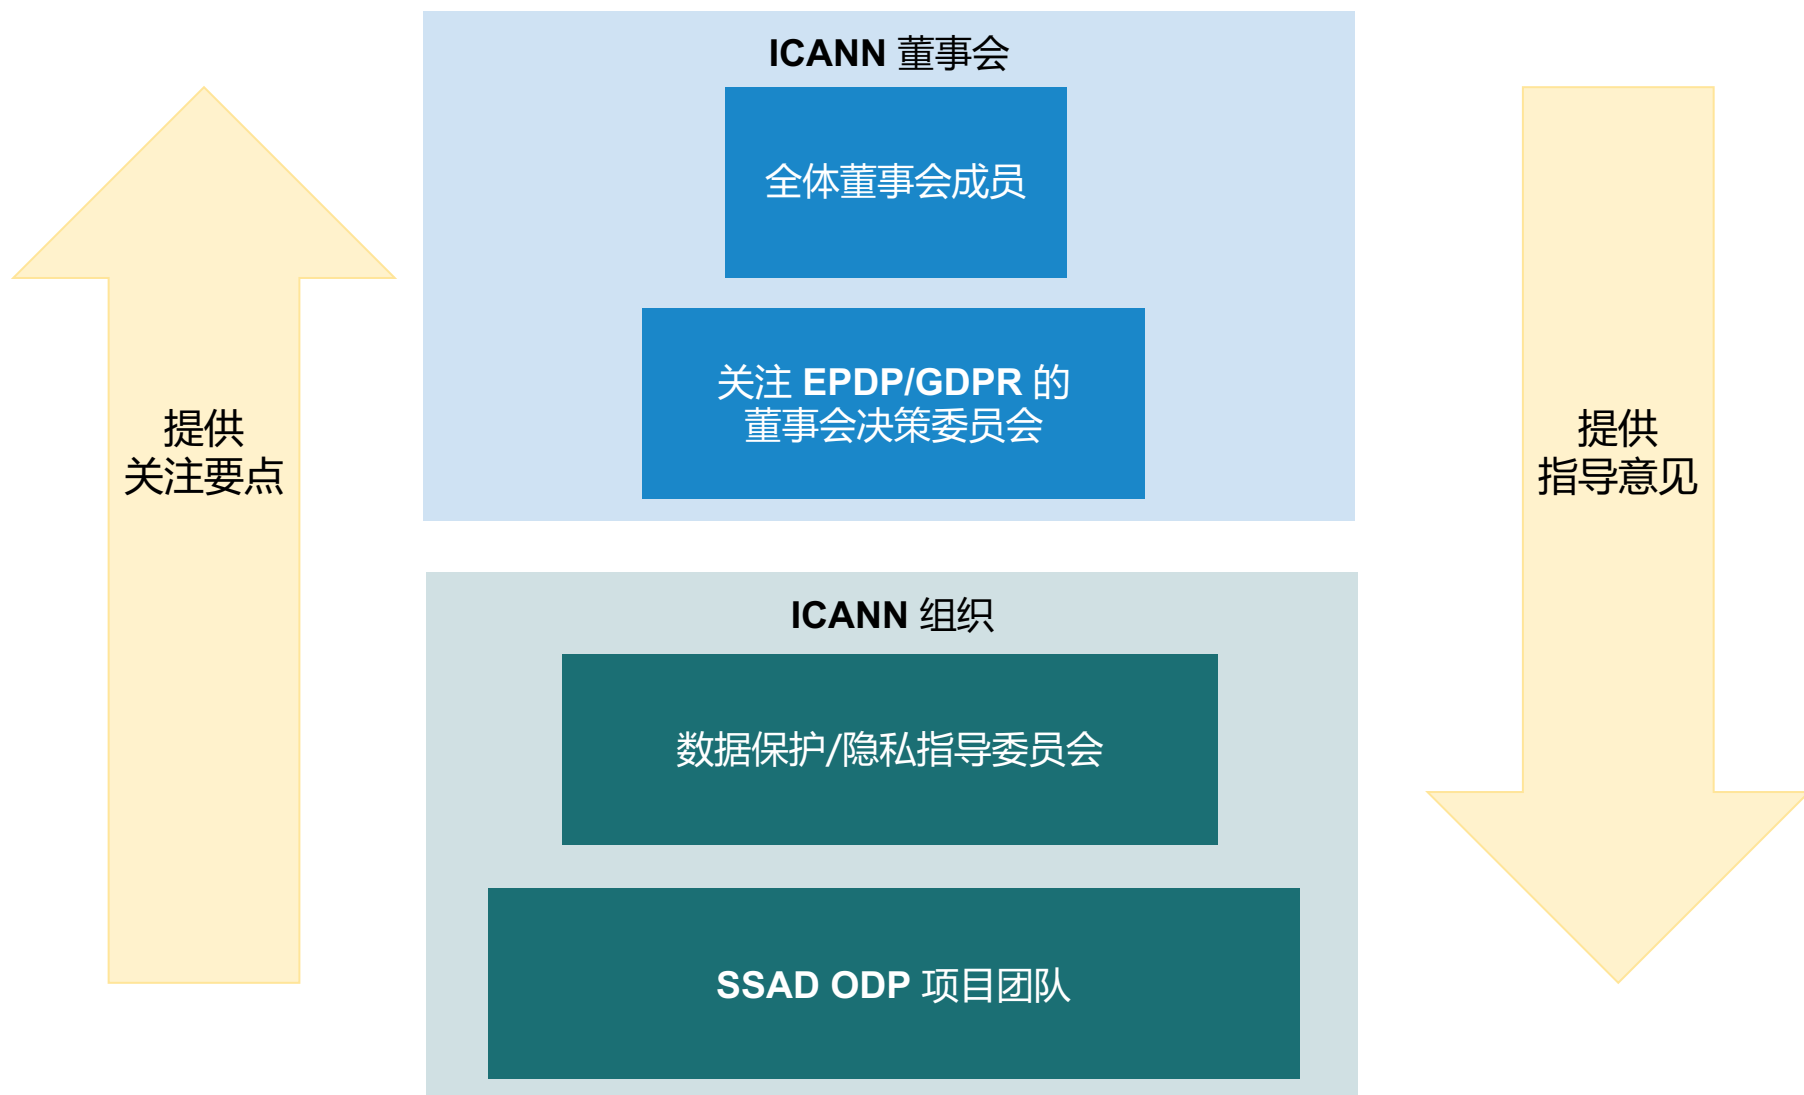 ICANN 董事会
全体董事会成员
关注 EPDP/GDPR 的
董事会决策委员会
提供
关注要点
提供
指导意见
ICANN 组织
数据保护/隐私指导委员会
SSAD ODP 项目团队